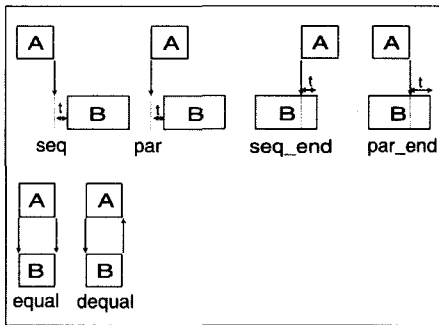 A A A A
t B t B B t B t
seq par seq_end par_end
A A
B B
equal dequal